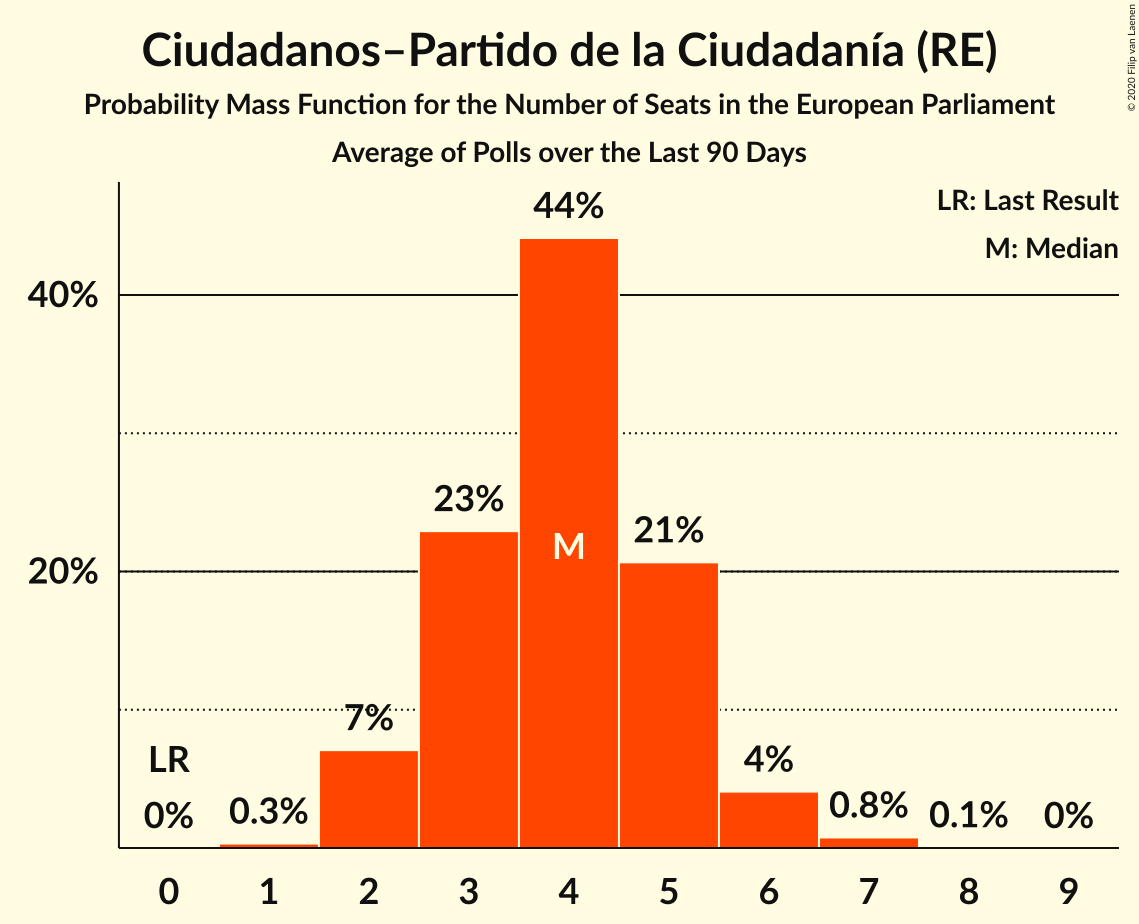 Ciudadanos–Partido de la Ciudadanía (RE)
Probability Mass Function for the Number of Seats in the European Parliament
Average of Polls over the Last 90 Days
© 2020 Filip van Laenen
LR: Last Result
M: Median
40%
20%
LR
0%
0.3%
7%
23%
44%
M
21%
4%
0.8%
0.1%
0%
0 1 2 3 4 5 6 7 8 9